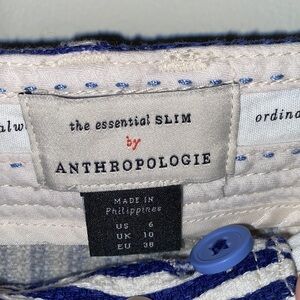 the essential SLIM
by
ANTHROPOLOGIE
alw
ordina
MADE IN
Philippines
US 6
UK 10
EU 38